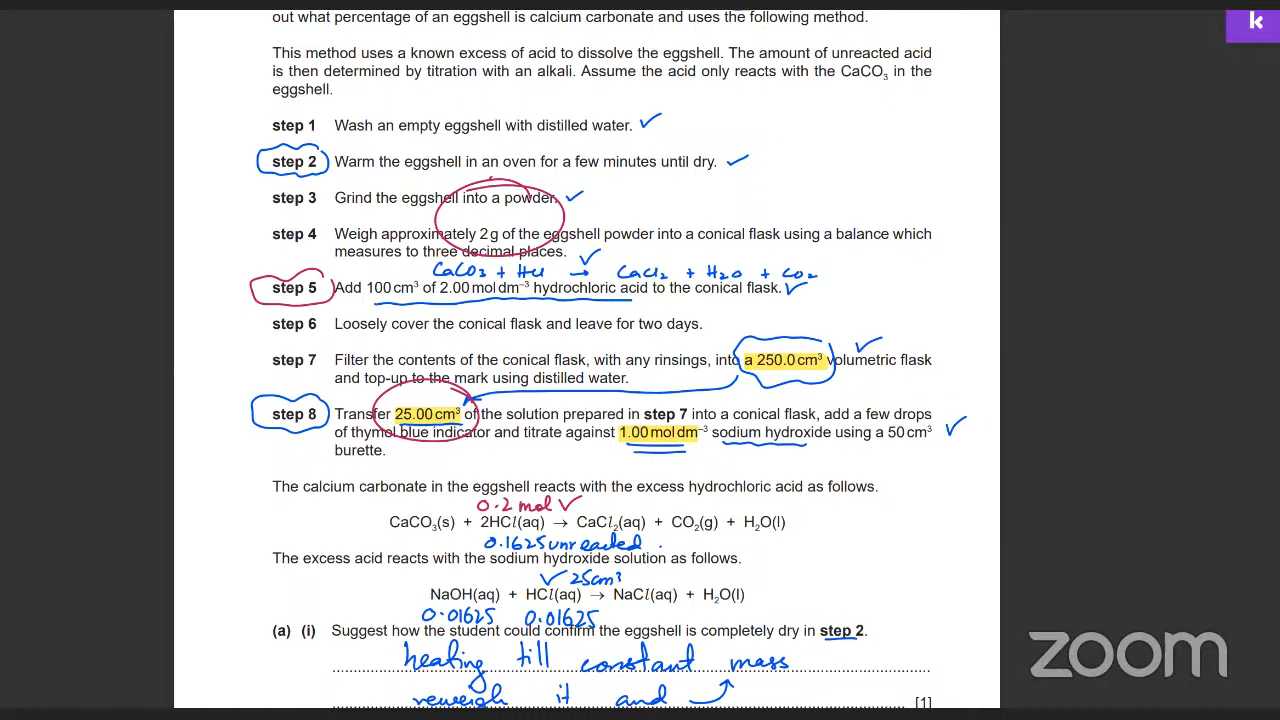 k
out what percentage of an eggshell is calcium carbonate and uses the following method.
This method uses a known excess of acid to dissolve the eggshell. The amount of unreacted acid
is then determined by titration with an alkali. Assume the acid only reacts with the CaCO₃ in the
eggshell.
step 1 Wash an empty eggshell with distilled water. ✓
step 2 Warm the eggshell in an oven for a few minutes until dry. ✓
step 3 Grind the eggshell into a powder. ✓
step 4 Weigh approximately 2 g of the eggshell powder into a conical flask using a balance which
measures to three decimal places. ✓
CaCO₃ + HCl → CaCl₂ + H₂O + CO₂
step 5 Add 100 cm³ of 2.00 mol dm⁻³ hydrochloric acid to the conical flask. ✓
step 6 Loosely cover the conical flask and leave for two days.
step 7 Filter the contents of the conical flask, with any rinsings, into a 250.0 cm³ volumetric flask
and top-up to the mark using distilled water.
step 8 Transfer 25.00 cm³ of the solution prepared in step 7 into a conical flask, add a few drops
of thymol blue indicator and titrate against 1.00 mol dm⁻³ sodium hydroxide using a 50 cm³
burette.
The calcium carbonate in the eggshell reacts with the excess hydrochloric acid as follows.
0.2 mol ✓
CaCO₃(s) + 2HCl(aq) → CaCl₂(aq) + CO₂(g) + H₂O(l)
0.1625 unreacted .
The excess acid reacts with the sodium hydroxide solution as follows.
✓ 25cm³
NaOH(aq) + HCl(aq) → NaCl(aq) + H₂O(l)
0.01625 0.01625
(a) (i) Suggest how the student could confirm the eggshell is completely dry in step 2.
heating till constant mass
reweigh it and
[1]
zoom